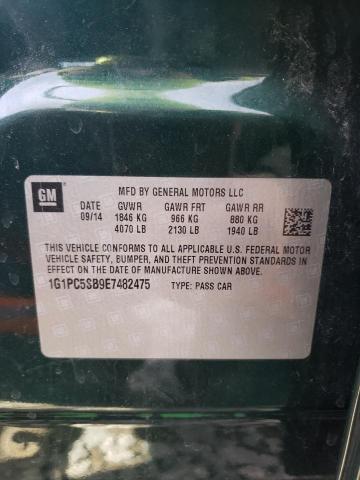 GM
MFD BY GENERAL MOTORS LLC
DATE GVWR GAWR FRT GAWR RR
09/14 1846 KG 966 KG 880 KG
4070 LB 2130 LB 1940 LB
THIS VEHICLE CONFORMS TO ALL APPLICABLE U.S. FEDERAL MOTOR
VEHICLE SAFETY, BUMPER, AND THEFT PREVENTION STANDARDS
IN EFFECT ON THE DATE OF MANUFACTURE SHOWN ABOVE.
1G1PC5SB9E7482475 TYPE: PASS CAR